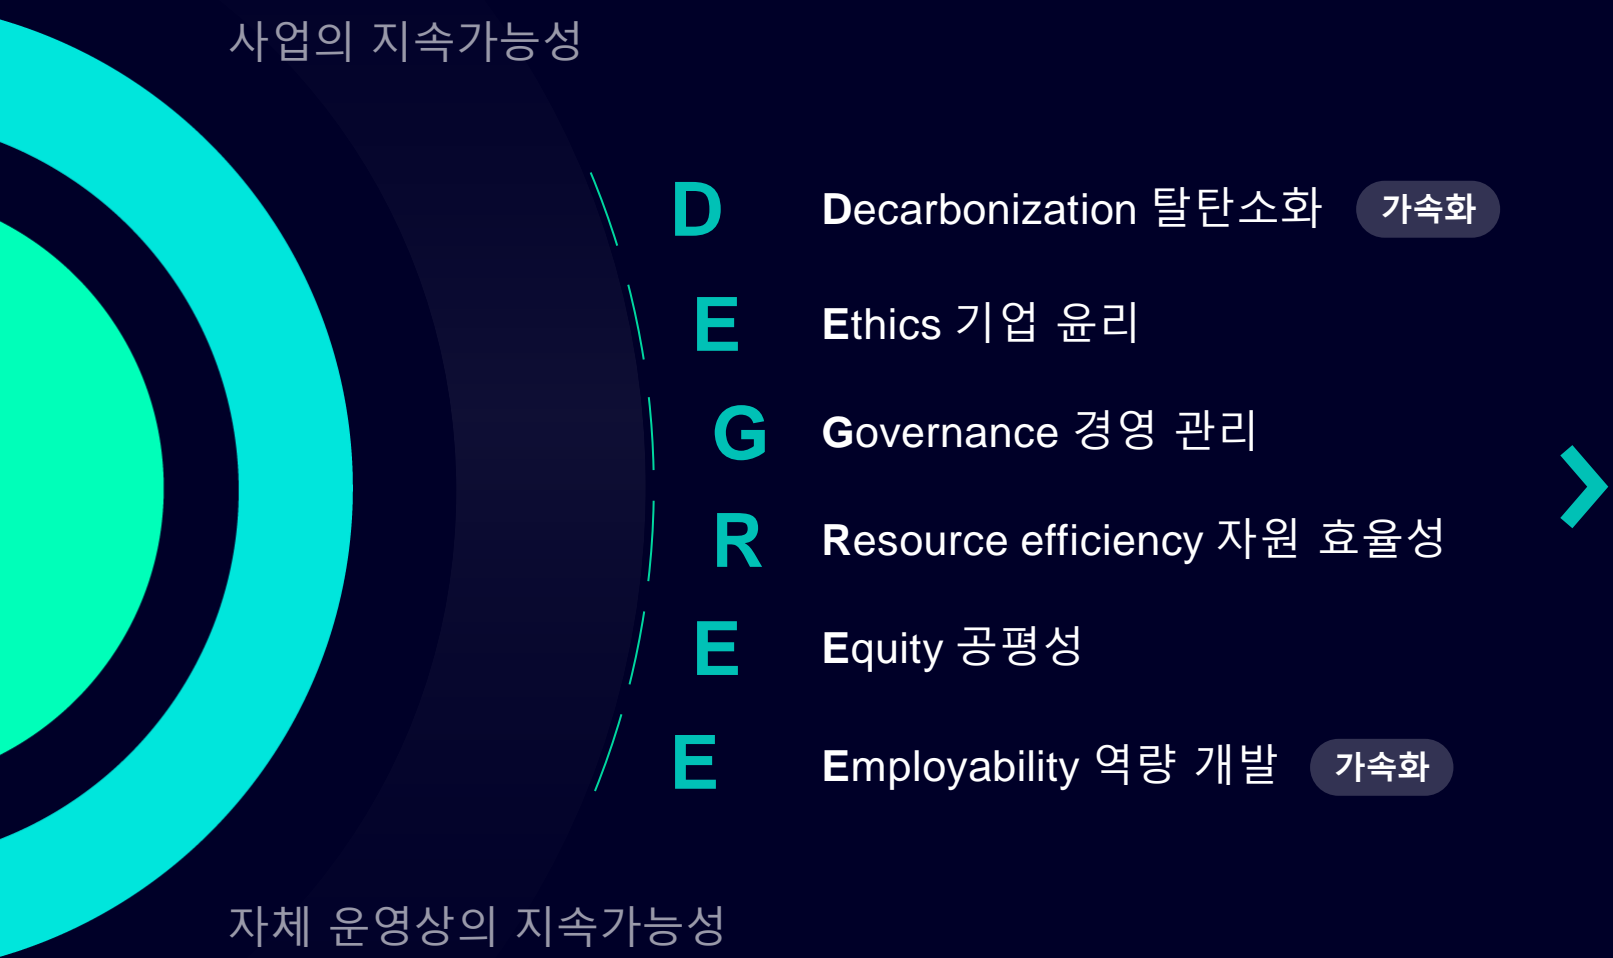 사업의 지속가능성
D Decarbonization 탈탄소화 가속화
E Ethics 기업 윤리
G Governance 경영 관리
R Resource efficiency 자원 효율성
E Equity 공평성
E Employability 역량 개발 가속화
자체 운영상의 지속가능성